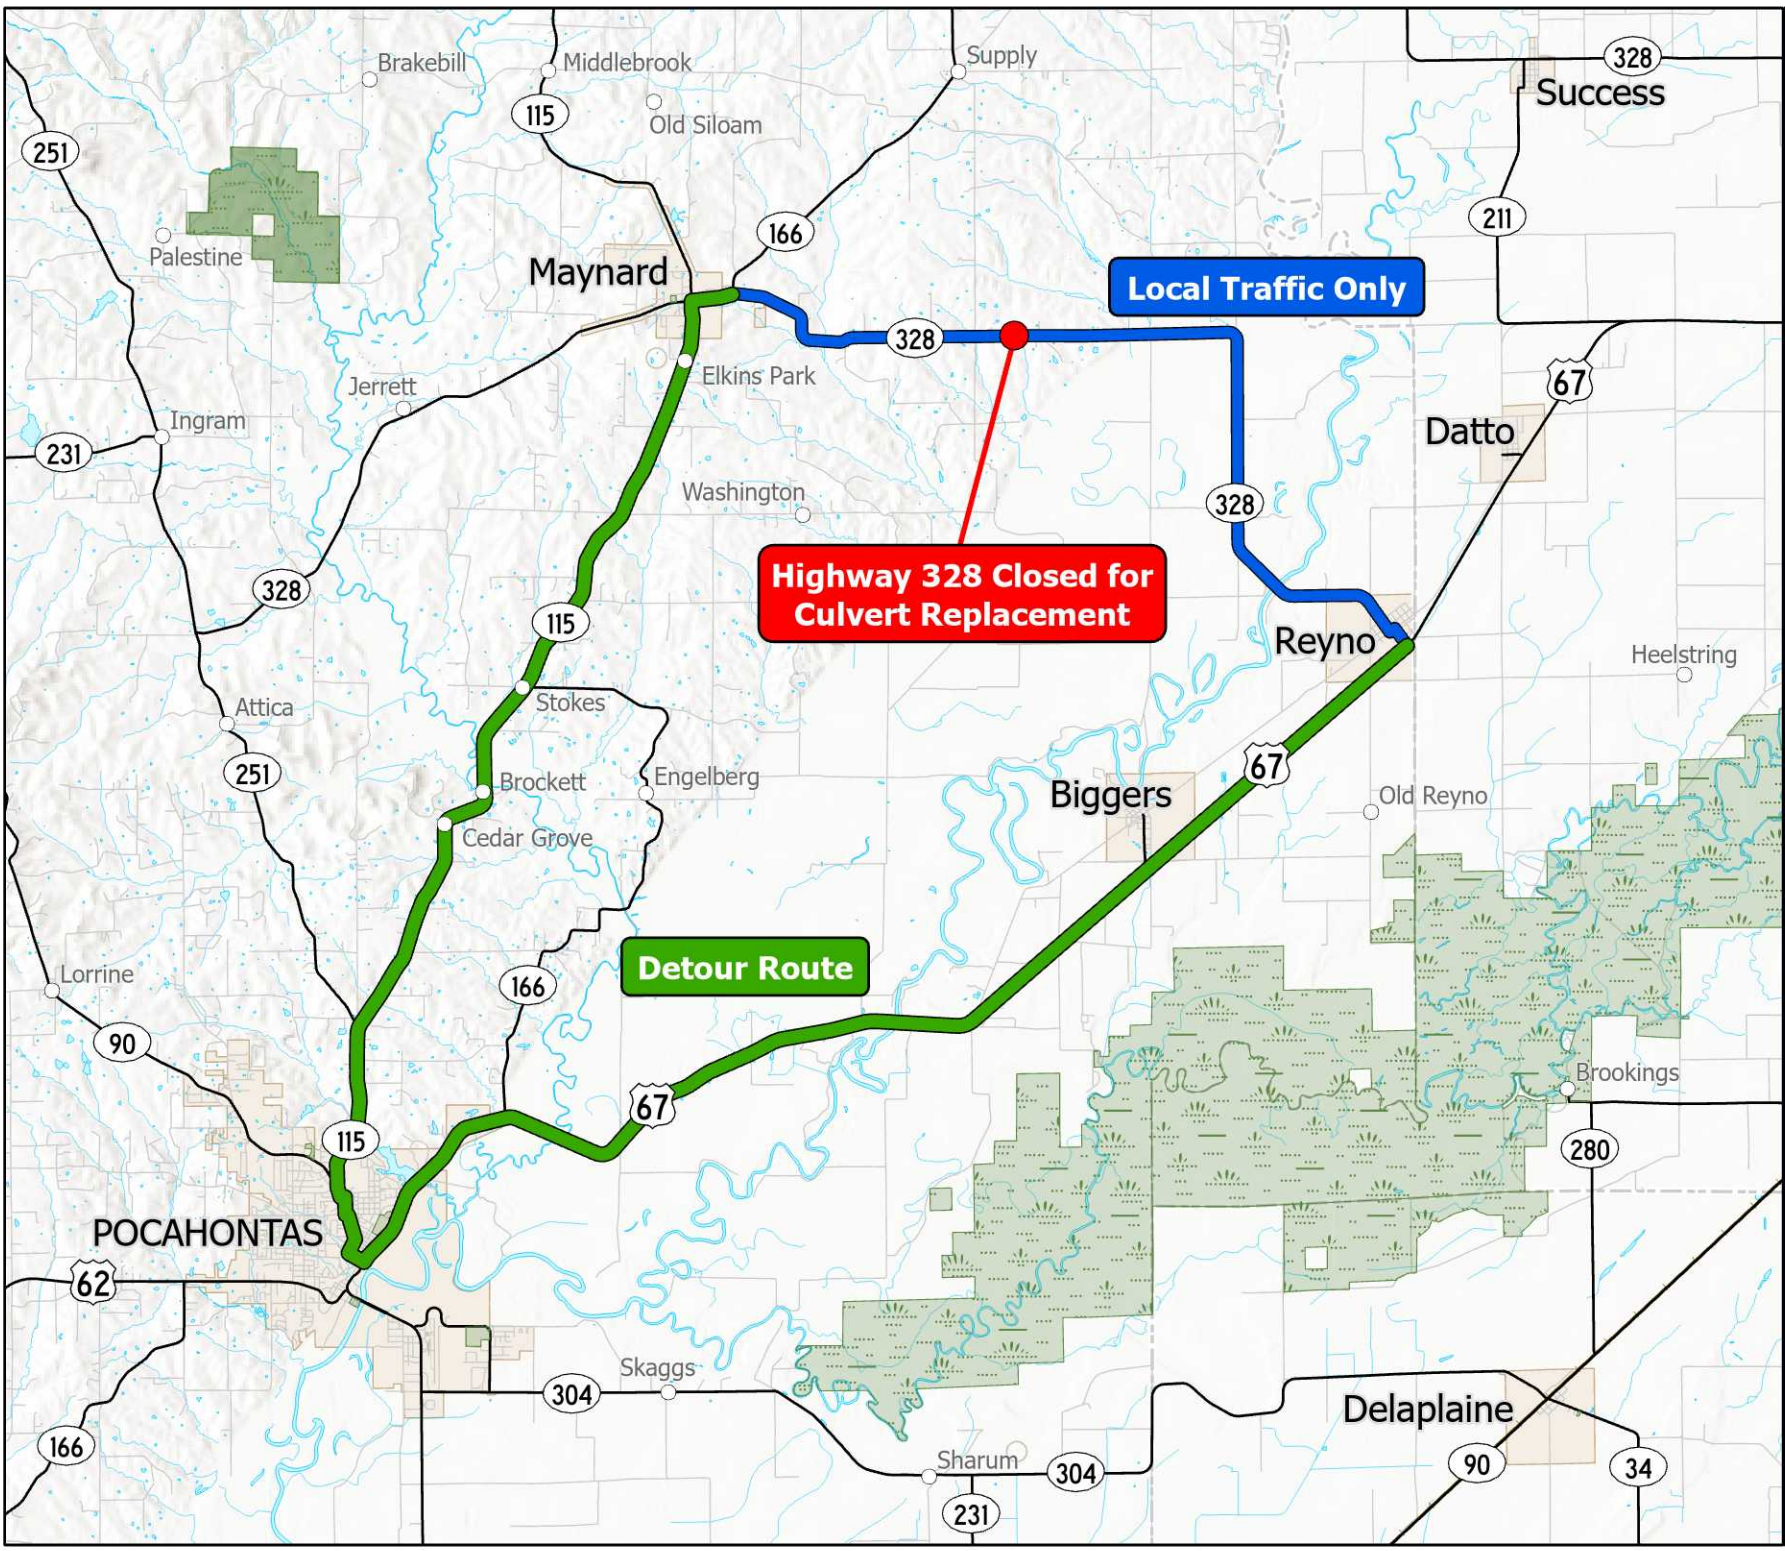 Brakebill
Middlebrook
Supply
328
Success
115
Old Siloam
251
166
211
Palestine
Maynard
Local Traffic Only
328
Elkins Park
67
Jerrett
Ingram
Datto
231
Washington
328
Highway 328 Closed for
Culvert Replacement
328
115
Reyno
Heelstring
Stokes
Attica
251
67
Brockett
Engelberg
Biggers
Old Reyno
Cedar Grove
Detour Route
Lorrine
166
90
Brookings
67
115
280
POCAHONTAS
62
Skaggs
304
Delaplaine
166
Sharum
304
90
34
231